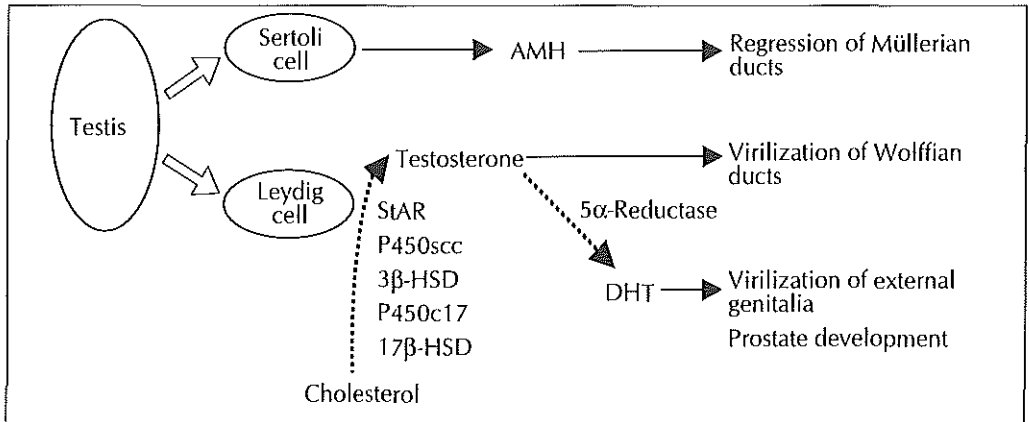 Testis
Sertoli
cell
AMH
Regression of Müllerian
ducts
Leydig
cell
Testosterone
Virilization of Wolffian
ducts
StAR
P450scc
3β-HSD
P450c17
17β-HSD
Cholesterol
5α-Reductase
DHT
Virilization of external
genitalia
Prostate development